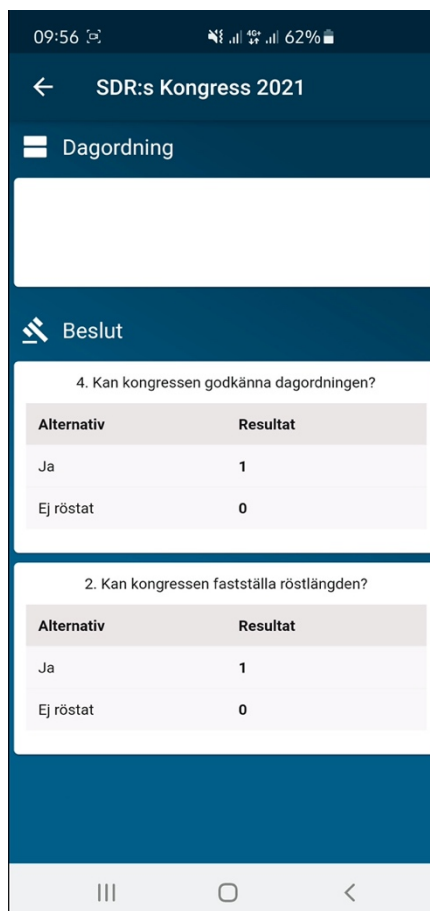 09:56 4G+ 62%
SDR:s Kongress 2021
Dagordning
Beslut
4. Kan kongressen godkänna dagordningen?
Alternativ Resultat
Ja 1
Ej röstat 0
2. Kan kongressen fastställa röstlängden?
Alternativ Resultat
Ja 1
Ej röstat 0